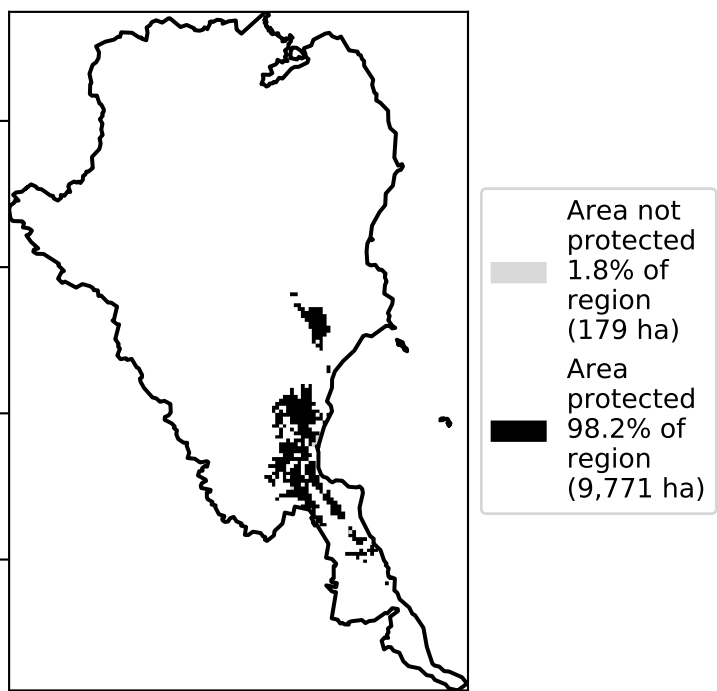 Area not
protected
1.8% of
region
(179 ha)
Area
protected
98.2% of
region
(9,771 ha)